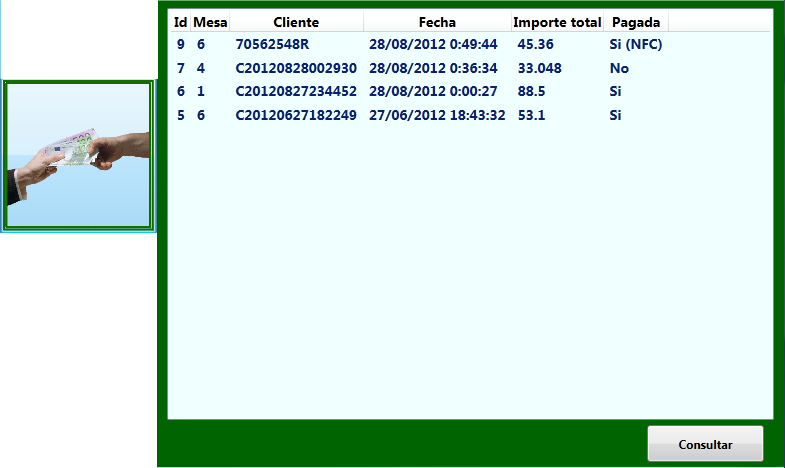 Id Mesa Cliente Fecha Importe total Pagada
9 6 70562548R 28/08/2012 0:49:44 45.36 Si (NFC)
7 4 C20120828002930 28/08/2012 0:36:34 33.048 No
6 1 C20120827234452 28/08/2012 0:00:27 88.5 Si
5 6 C20120627182249 27/06/2012 18:43:32 53.1 Si
Consultar